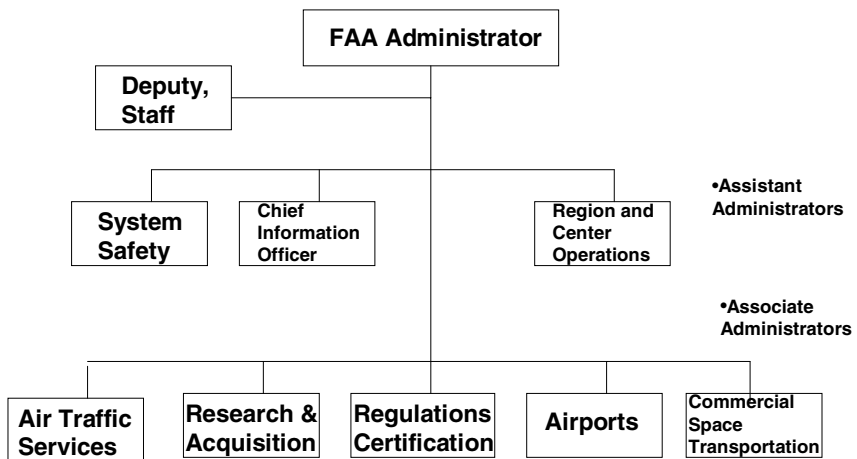 FAA Administrator
Deputy,
Staff
System
Safety
Chief
Information
Officer
Region and
Center
Operations
•Assistant
Administrators
•Associate
Administrators
Air Traffic
Services
Research &
Acquisition
Regulations
Certification
Airports
Commercial
Space
Transportation